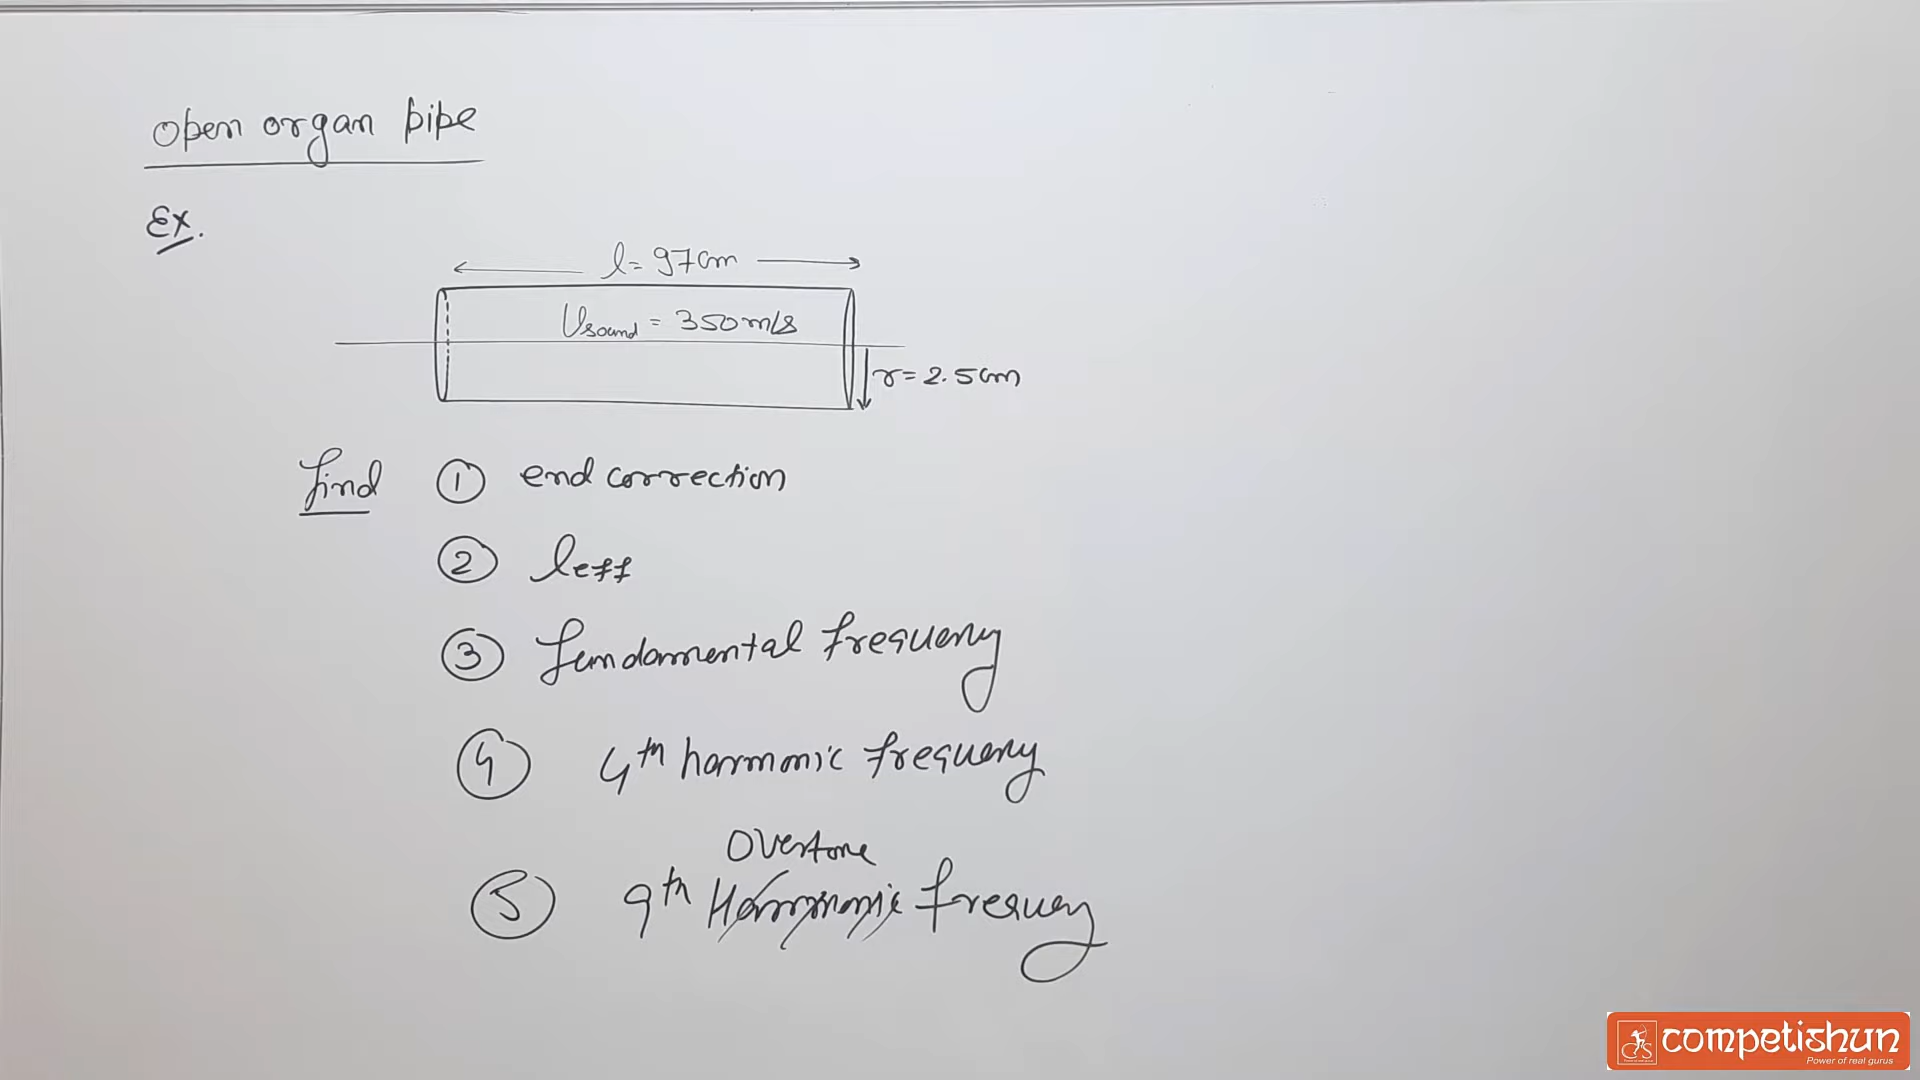 open organ pipe
Ex.
l = 97cm
Vsound = 350 m/s
r = 2.5cm
find ① end correction
② leff
③ fundamental frequency
④ 4th harmonic frequency
Overtone
⑤ 9th Harmonic frequency
competishun
Power of real gurus